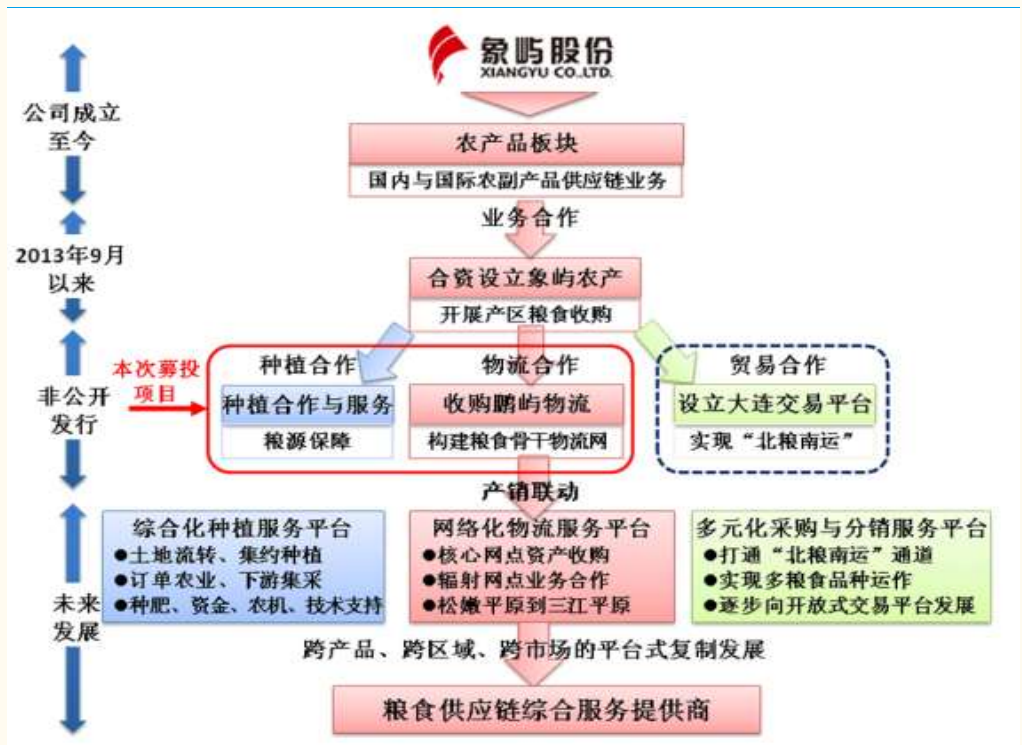 象屿股份
XIANGYU CO.,LTD.
公司成立
至今
农产品板块
国内与国际农副产品供应链业务
业务合作
2013年9月
以来
合资设立象屿农产
开展产区粮食收购
非公开
发行
本次募投
项目
种植合作
种植合作与服务
粮源保障
物流合作
收购鹏屿物流
构建粮食骨干物流网
贸易合作
设立大连交易平台
实现“北粮南运”
产销联动
未来
发展
综合化种植服务平台
●土地流转、集约种植
●订单农业、下游集采
●种肥、资金、农机、技术支持
网络化物流服务平台
●核心网点资产收购
●辐射网点业务合作
●松嫩平原到三江平原
多元化采购与分销服务平台
●打通“北粮南运”通道
●实现多粮食品种运作
●逐步向开放式交易平台发展
跨产品、跨区域、跨市场的平台式复制发展
粮食供应链综合服务提供商